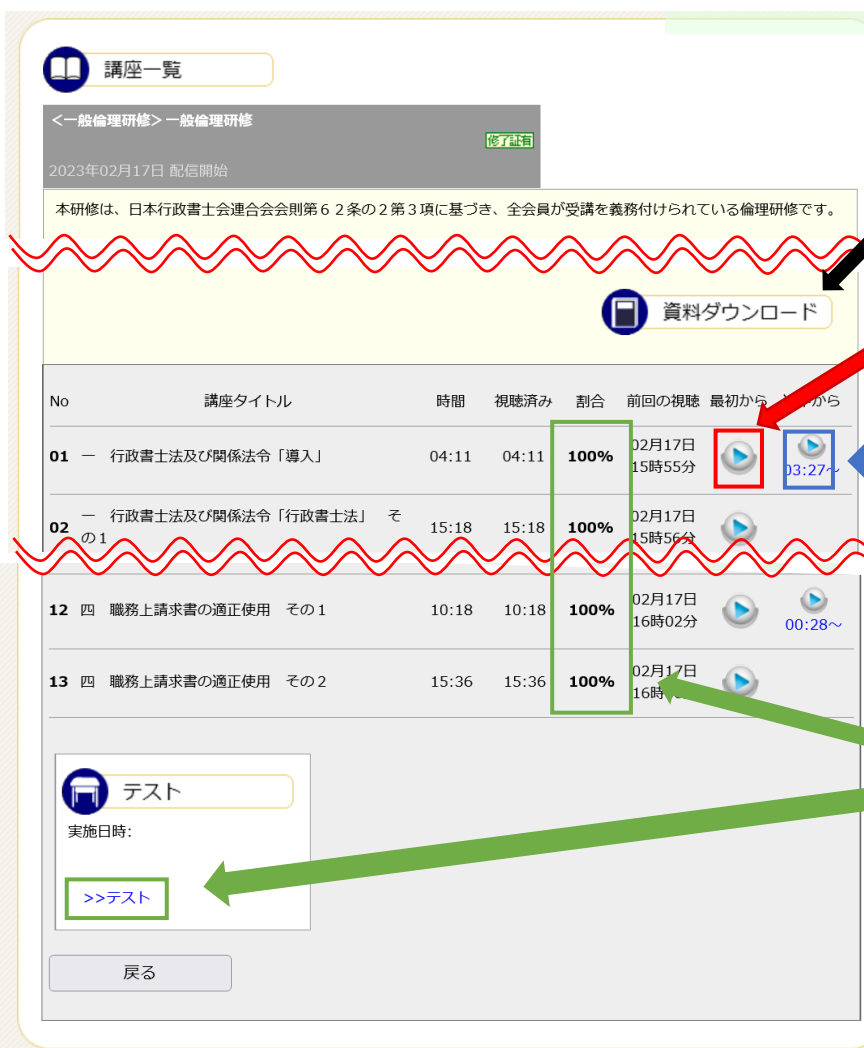 講座一覧
＜一般倫理研修＞一般倫理研修
修了証有
2023年02月17日 配信開始
本研修は、日本行政書士会連合会会則第６２条の２第３項に基づき、全会員が受講を義務付けられている倫理研修です。
資料ダウンロード
No 講座タイトル 時間 視聴済み 割合 前回の視聴 最初から から
01 一　行政書士法及び関係法令「導入」 04:11 04:11 100% 02月17日 15時55分 03:27～
02 一　行政書士法及び関係法令「行政書士法」　その１ 15:18 15:18 100% 02月17日 15時56分
12 四　職務上請求書の適正使用　その１ 10:18 10:18 100% 02月17日 16時02分 00:28～
13 四　職務上請求書の適正使用　その２ 15:36 15:36 100% 02月17日 16時
テスト
実施日時:
>>テスト
戻る